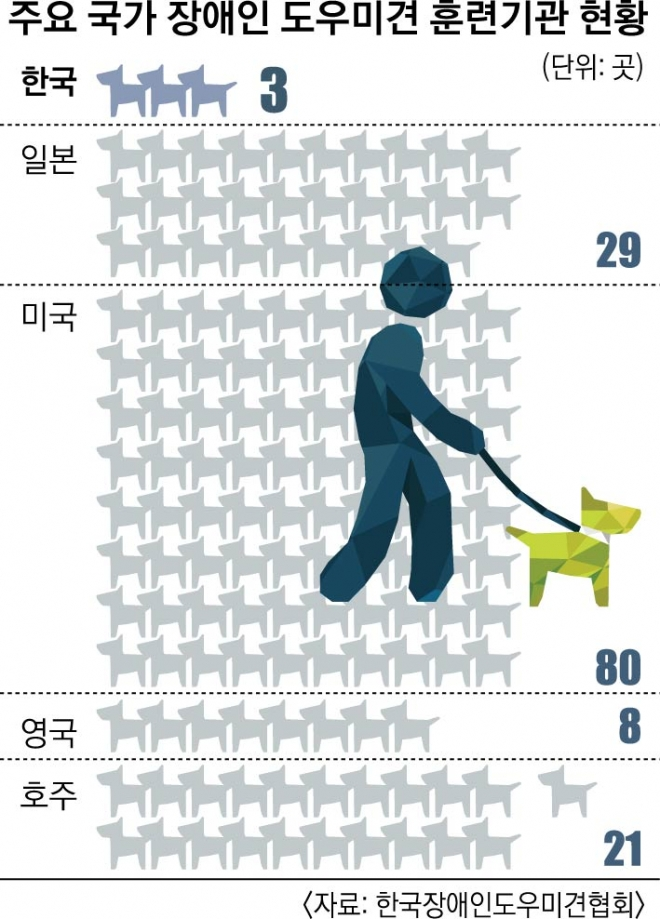 주요 국가 장애인 도우미견 훈련기관 현황
(단위: 곳)
한국 3
일본 29
미국 80
영국 8
호주 21
〈자료: 한국장애인도우미견협회〉